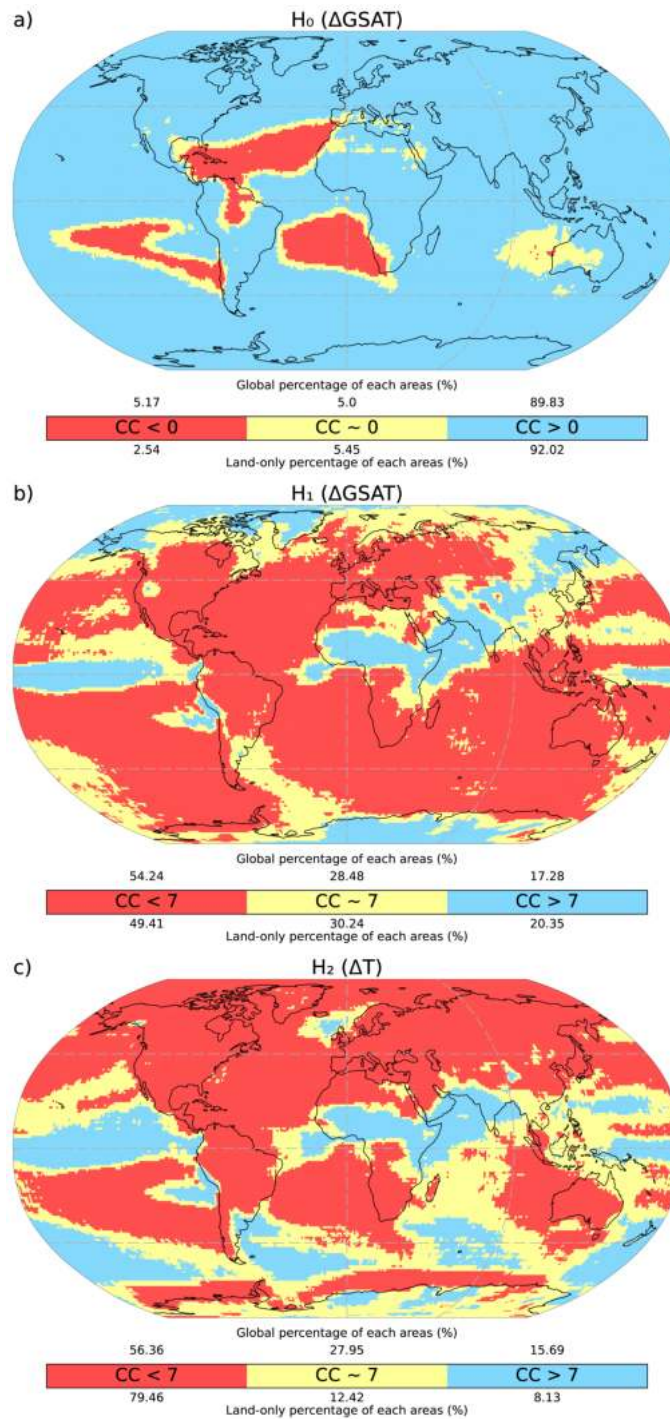 a)
H₀ (ΔGSAT)
Global percentage of each areas (%)
5.17 5.0 89.83
CC < 0 CC ~ 0 CC > 0
2.54 5.45 92.02
Land-only percentage of each areas (%)
b)
H₁ (ΔGSAT)
Global percentage of each areas (%)
54.24 28.48 17.28
CC < 7 CC ~ 7 CC > 7
49.41 30.24 20.35
Land-only percentage of each areas (%)
c)
H₂ (ΔT)
Global percentage of each areas (%)
56.36 27.95 15.69
CC < 7 CC ~ 7 CC > 7
79.46 12.42 8.13
Land-only percentage of each areas (%)